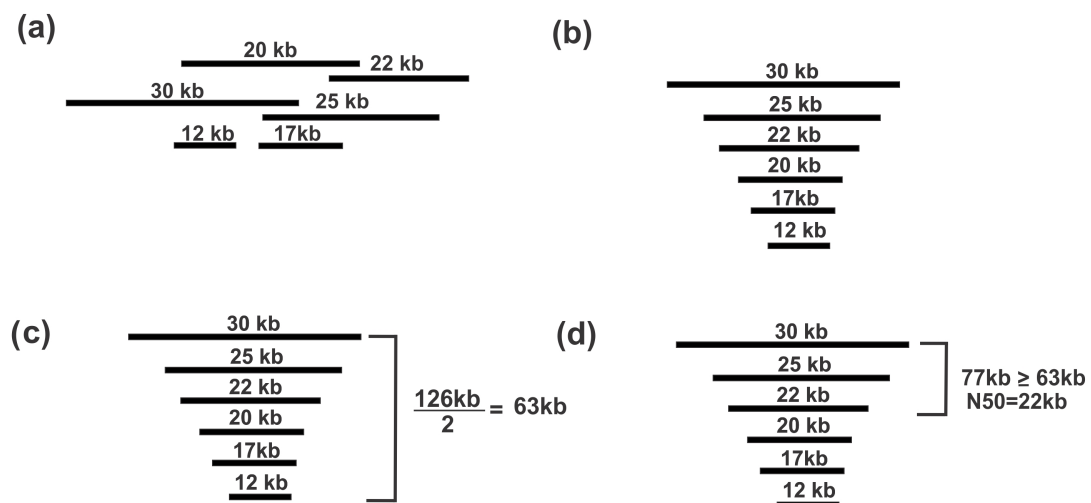 (a)
20 kb
22 kb
30 kb
25 kb
12 kb
17kb
(b)
30 kb
25 kb
22 kb
20 kb
17kb
12 kb
(c)
30 kb
25 kb
22 kb
20 kb
17kb
12 kb
126kb
2
= 63kb
(d)
30 kb
25 kb
22 kb
20 kb
17kb
12 kb
77kb ≥ 63kb
N50=22kb